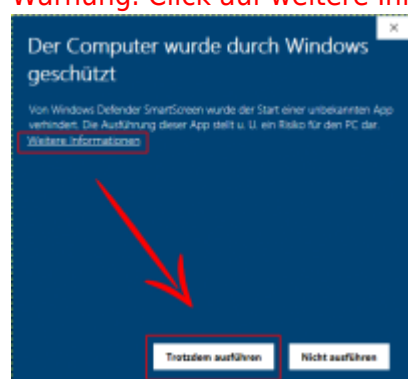 Warnung: Click auf weitere In
Der Computer wurde durch Windows
geschützt
Von Windows Defender SmartScreen wurde der Start einer unbekannten App
verhindert. Die Ausführung dieser App stellt u. U. ein Risiko für den PC dar.
Weitere Informationen
Trotzdem ausführen
Nicht ausführen